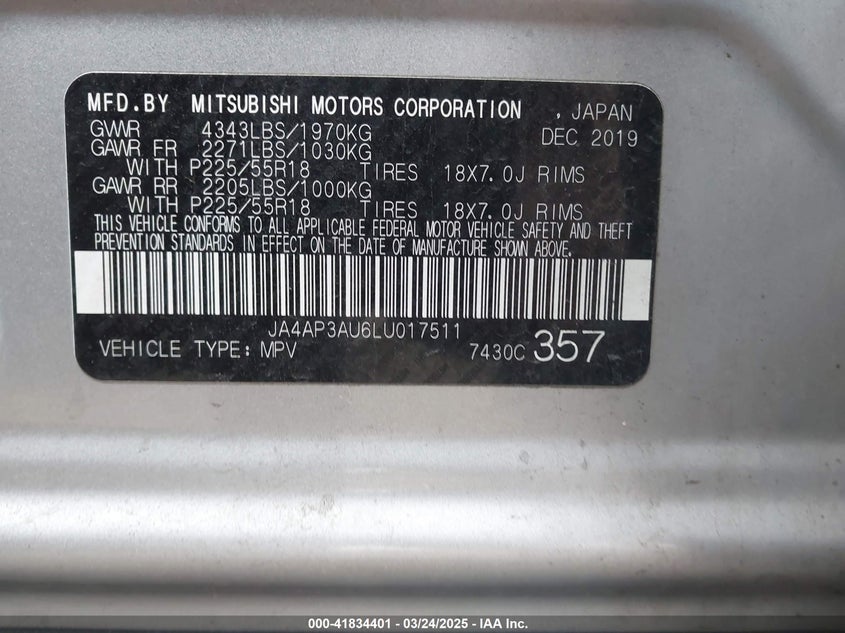 MFD.BY MITSUBISHI MOTORS CORPORATION , JAPAN
GVWR 4343LBS/1970KG DEC 2019
GAWR FR 2271LBS/1030KG
WITH P225/55R18 TIRES 18X7.0J RIMS
GAWR RR 2205LBS/1000KG
WITH P225/55R18 TIRES 18X7.0J RIMS
THIS VEHICLE CONFORMS TO ALL APPLICABLE FEDERAL MOTOR VEHICLE SAFETY AND THEFT
PREVENTION STANDARDS IN EFFECT ON THE DATE OF MANUFACTURE SHOWN ABOVE.
JA4AP3AU6LU017511
VEHICLE TYPE: MPV 7430C 357
000-41834401 - 03/24/2025 - IAA Inc.